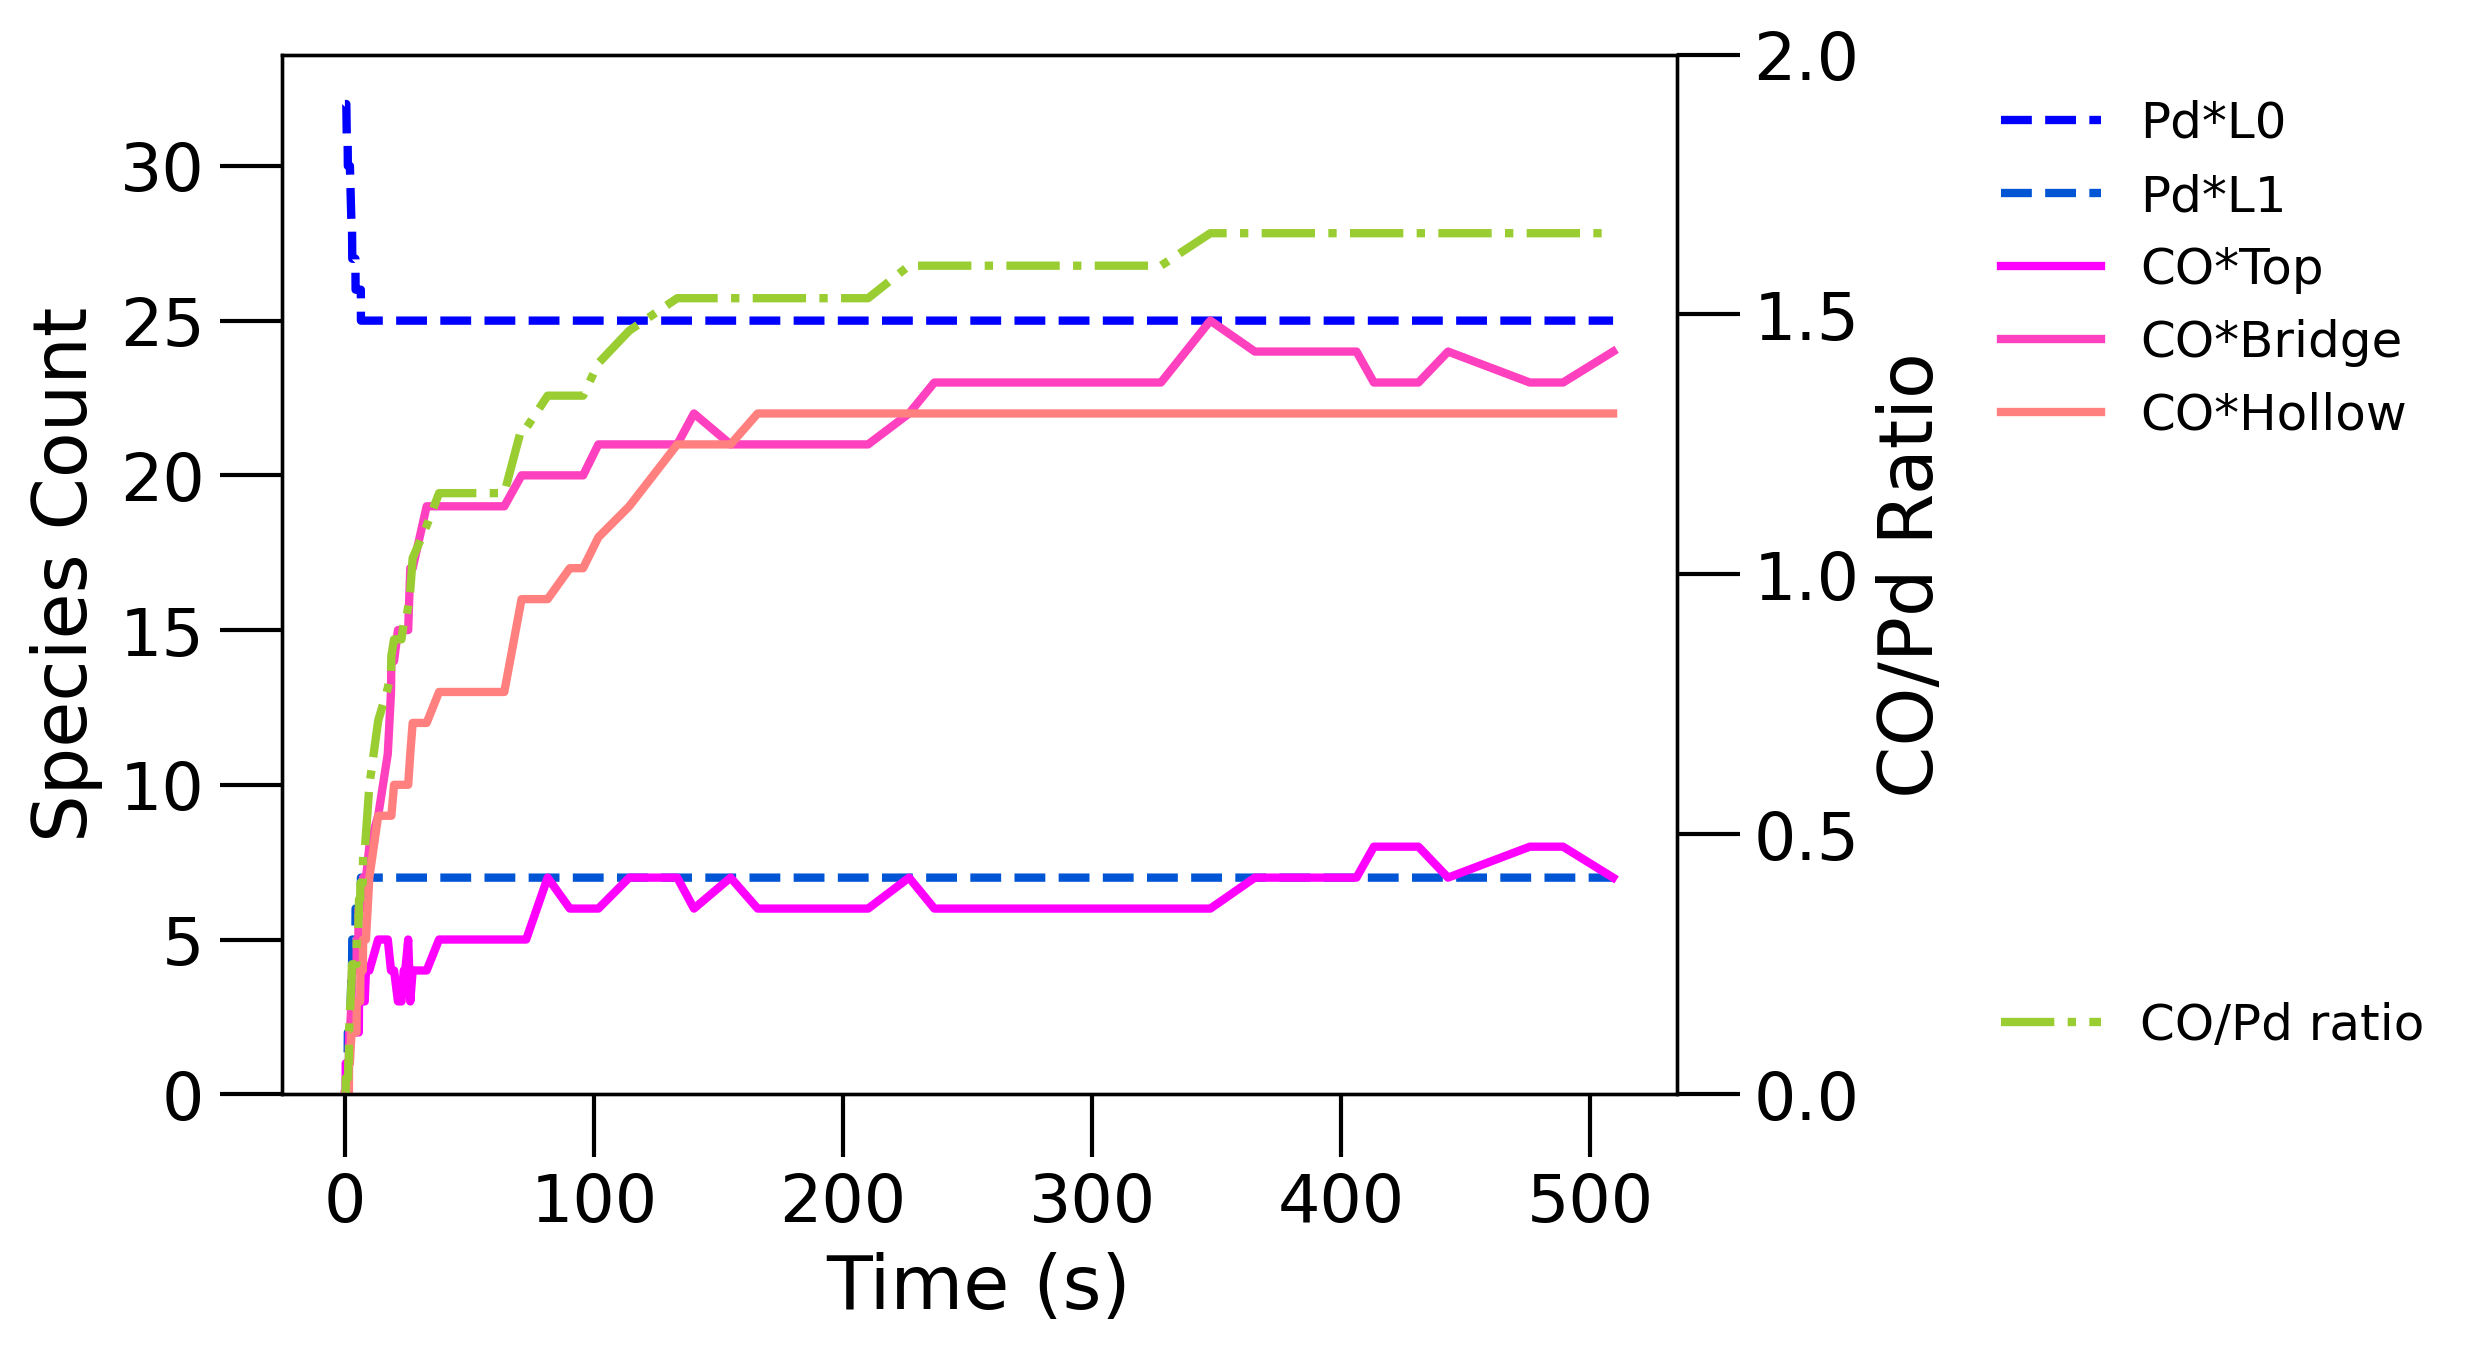 2.0
30
25
20
15
10
5
0
Species Count
1.5
1.0
0.5
0.0
CO/Pd Ratio
0 100 200 300 400 500
Time (s)
Pd*L0
Pd*L1
CO*Top
CO*Bridge
CO*Hollow
CO/Pd ratio